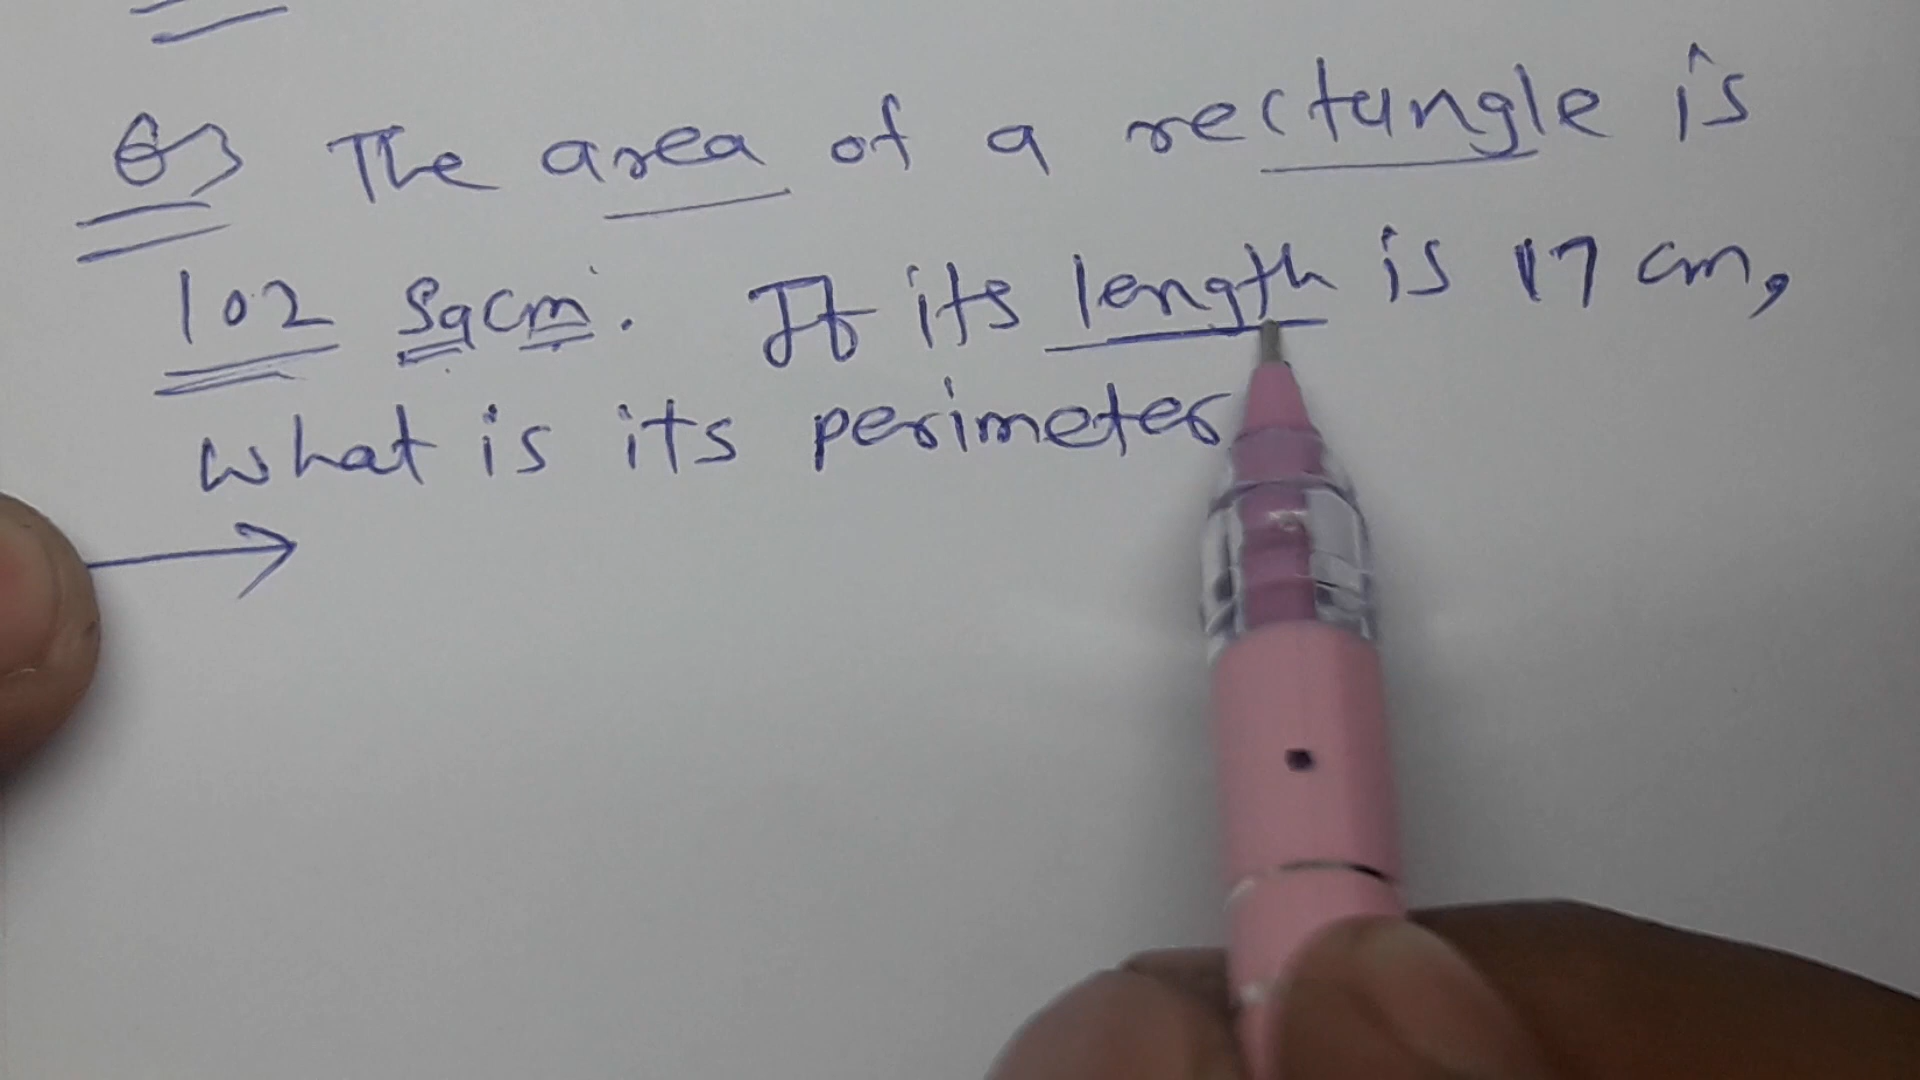 Q3 The area of a rectangle is
102 Sqcm. If its length is 17 cm,
what is its perimeter